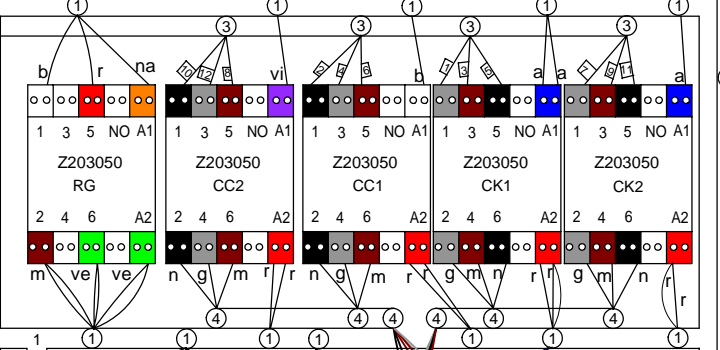 1 1 1 1 1
3 3 3 3
10 12 8 2 4 6 1 3 5 7 9 11
b r na vi b a a a
1 3 5 NO A1 1 3 5 NO A1 1 3 5 NO A1 1 3 5 NO A1 1 3 5 NO A1
Z203050 Z203050 Z203050 Z203050 Z203050
RG CC2 CC1 CK1 CK2
2 4 6 A2 2 4 6 A2 2 4 6 A2 2 4 6 A2 2 4 6 A2
m ve ve n g m r r n g m r r g m n r r g m n r r
4 4 4 4 4 4
1 1 1 1 1 1 1 1